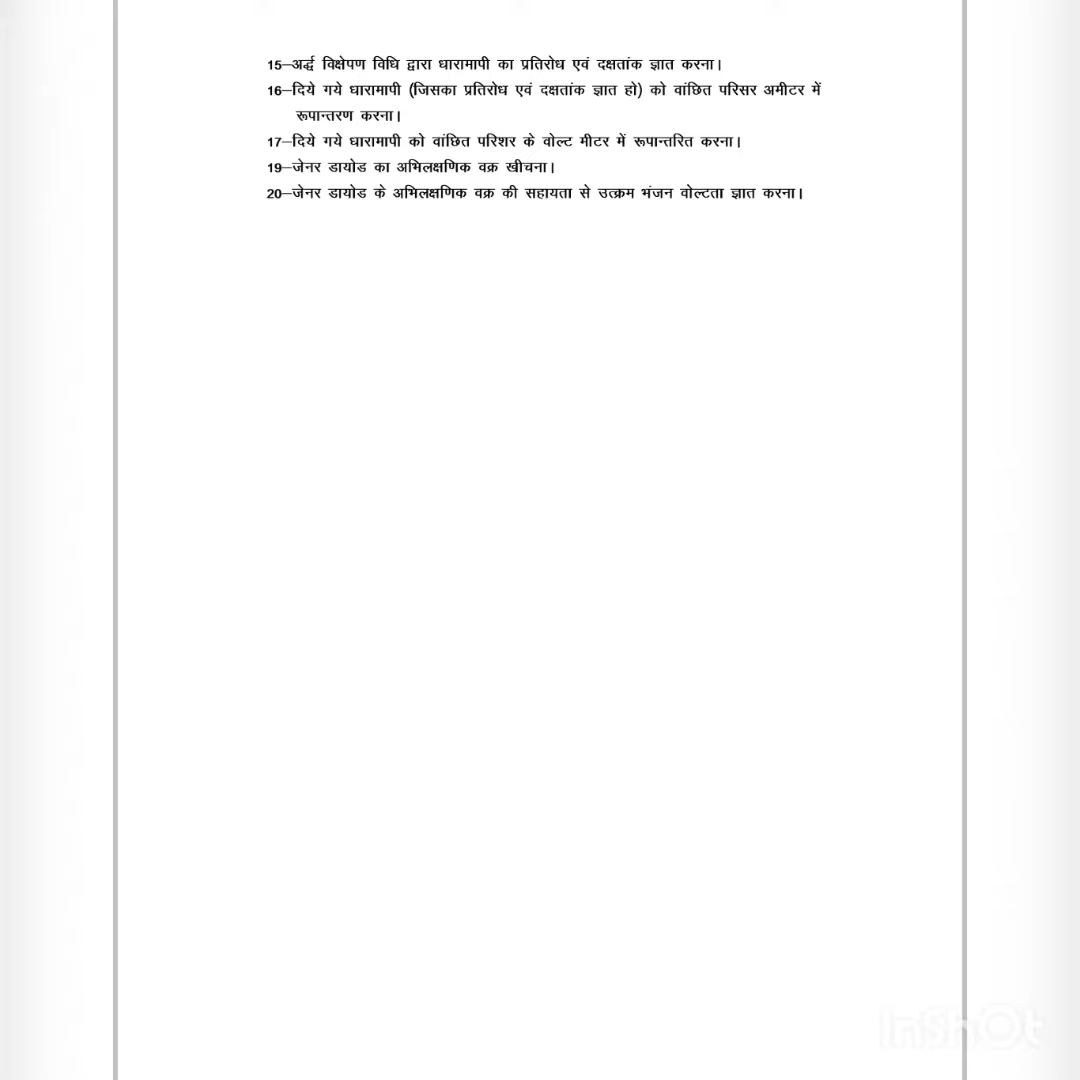 15–अर्द्ध विक्षेपण विधि द्वारा धारामापी का प्रतिरोध एवं दक्षतांक ज्ञात करना।
16–दिये गये धारामापी (जिसका प्रतिरोध एवं दक्षतांक ज्ञात हो) को वांछित परिसर अमीटर में
रूपान्तरण करना।
17–दिये गये धारामापी को वांछित परिशर के वोल्ट मीटर में रूपान्तरित करना।
19–जेनर डायोड का अभिलक्षणिक वक्र खीचना।
20–जेनर डायोड के अभिलक्षणिक वक्र की सहायता से उत्क्रम भंजन वोल्टता ज्ञात करना।
InShOt